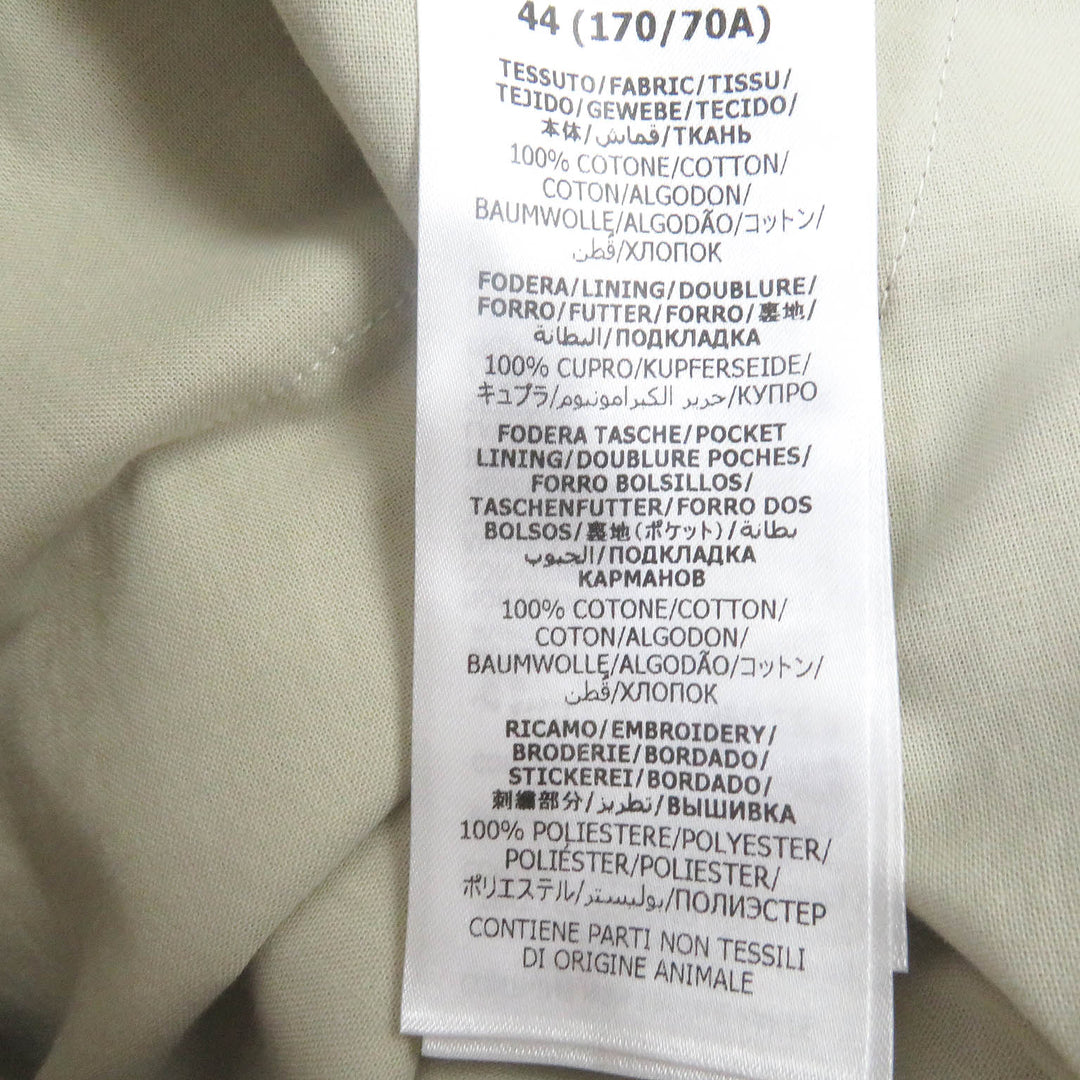 44 (170/70A)
TESSUTO/FABRIC/TISSU/
TEJIDO/GEWEBE/TECIDO/
本体/قماش/ТКАНЬ
100% COTONE/COTTON/
COTON/ALGODON/
BAUMWOLLE/ALGODÃO/コットン/
قُطن/ХЛОПОК
FODERA/LINING/DOUBLURE/
FORRO/FUTTER/FORRO/裏地/
البطانة/ПОДКЛАДКА
100% CUPRO/KUPFERSEIDE/
キュプラ/حرير الكبرامونيوم/КУПРО
FODERA TASCHE/POCKET
LINING/DOUBLURE POCHES/
FORRO BOLSILLOS/
TASCHENFUTTER/FORRO DOS
BOLSOS/裏地(ポケット)/بطانة
الجيوب/ПОДКЛАДКА
КАРМАНОВ
100% COTONE/COTTON/
COTON/ALGODON/
BAUMWOLLE/ALGODÃO/コットン/
قُطن/ХЛОПОК
RICAMO/EMBROIDERY/
BRODERIE/BORDADO/
STICKEREI/BORDADO/
刺繍部分/تطريز/ВЫШИВКА
100% POLIESTERE/POLYESTER/
POLIÉSTER/POLIESTER/
ポリエステル/بوليستر/ПОЛИЭСТЕР
CONTIENE PARTI NON TESSILI
DI ORIGINE ANIMALE